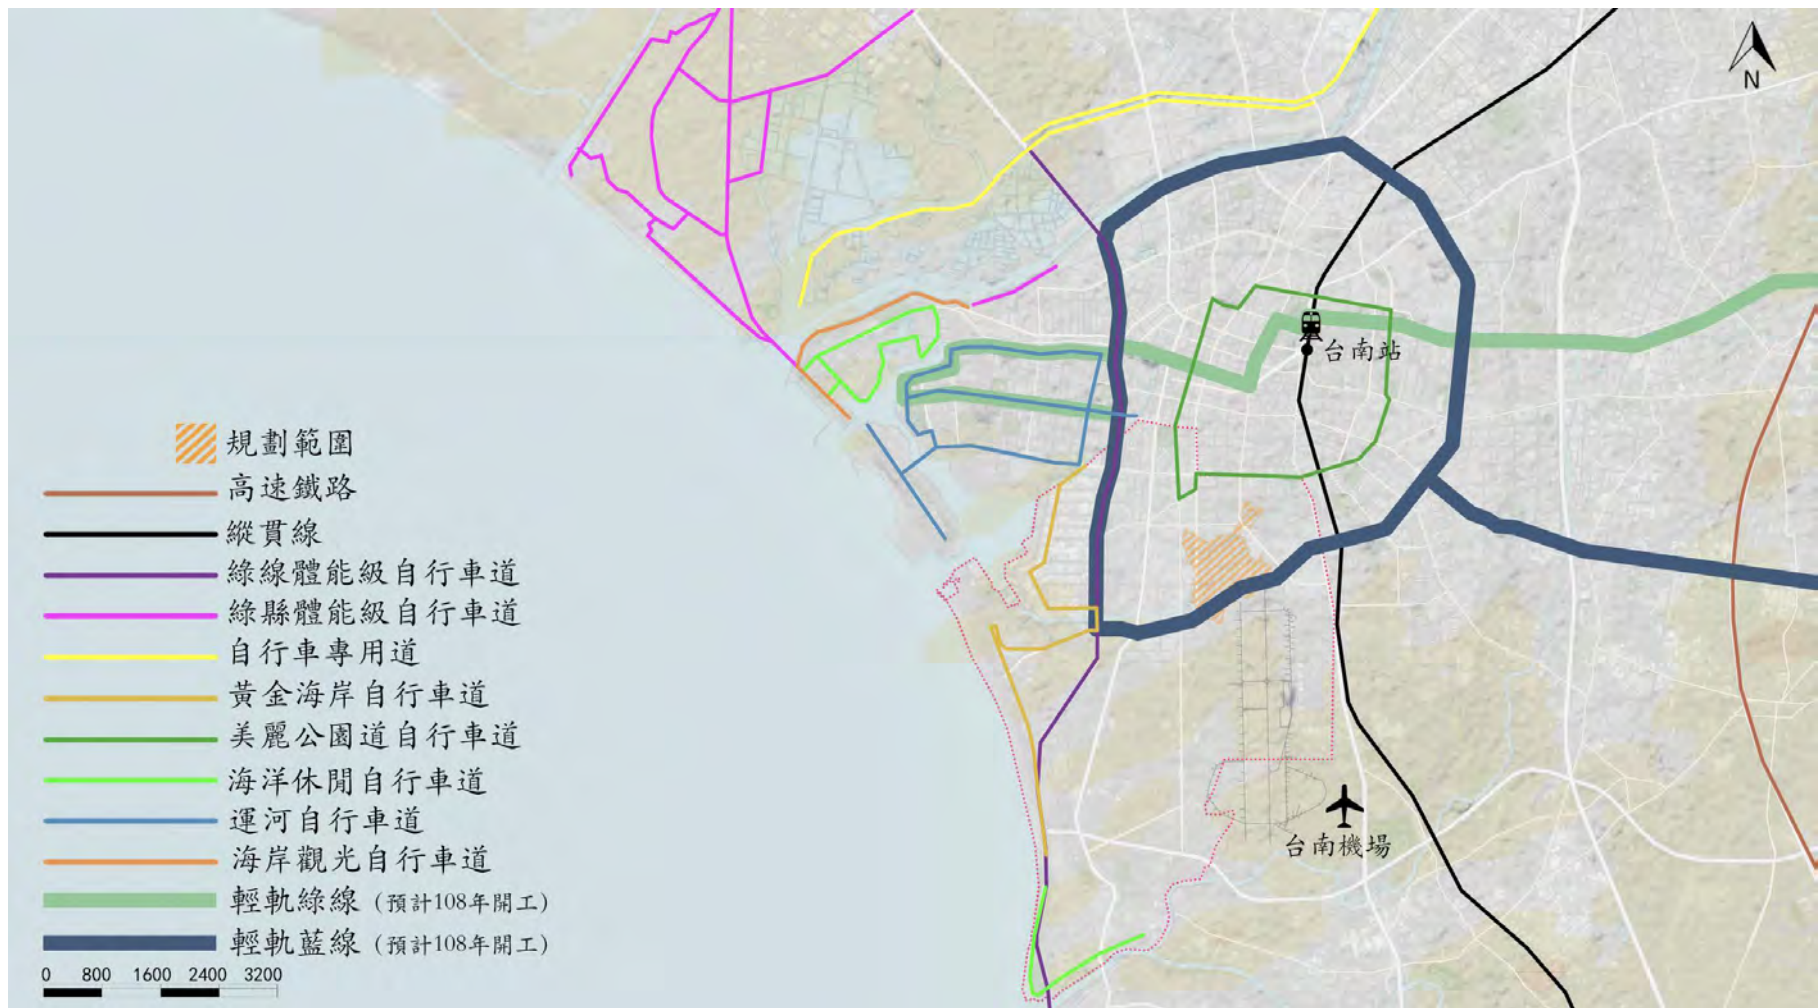 N
台南站
規劃範圍
高速鐵路
縱貫線
綠線體能級自行車道
綠縣體能級自行車道
自行車專用道
黃金海岸自行車道
美麗公園道自行車道
海洋休閒自行車道
運河自行車道
海岸觀光自行車道
輕軌綠線 (預計108年開工)
輕軌藍線 (預計108年開工)
0 800 1600 2400 3200
台南機場